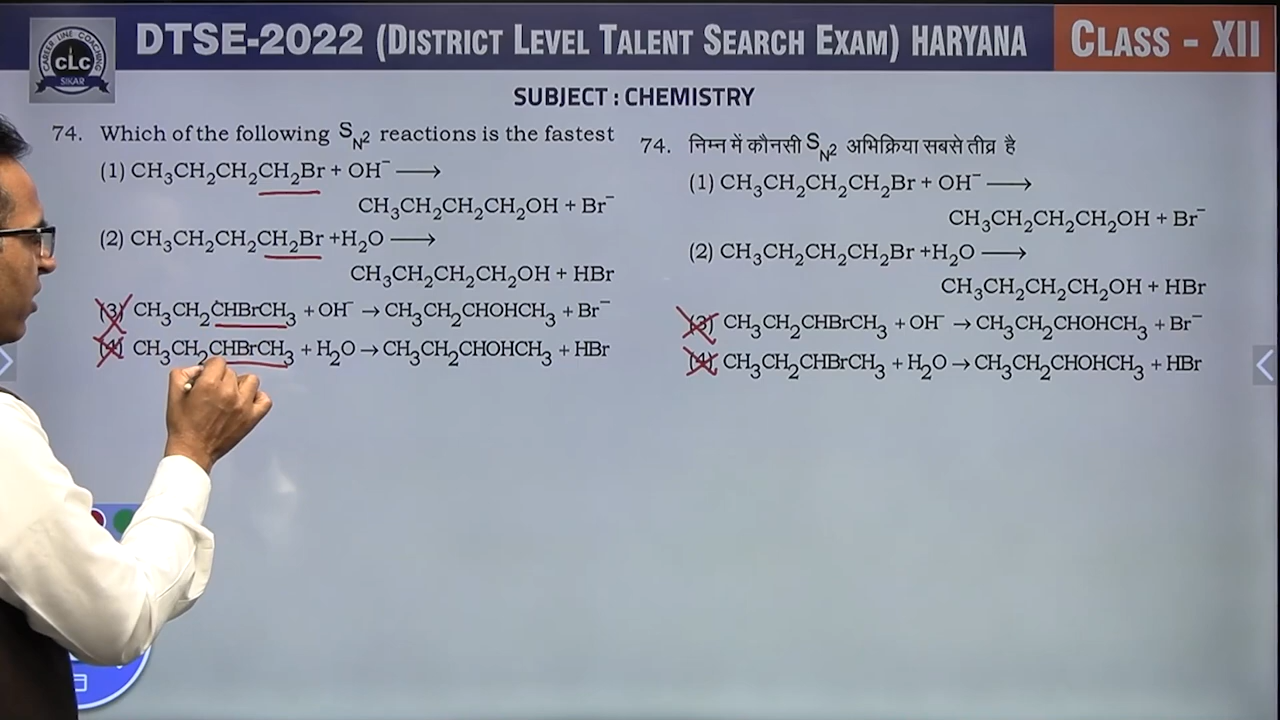 DTSE-2022 (DISTRICT LEVEL TALENT SEARCH EXAM) HARYANA
CLASS - XII
CAREER LINE COACHING
CLC
SIKAR
SUBJECT : CHEMISTRY
74. Which of the following S_N² reactions is the fastest
(1) CH₃CH₂CH₂CH₂Br + OH⁻ ⟶
CH₃CH₂CH₂CH₂OH + Br⁻
(2) CH₃CH₂CH₂CH₂Br +H₂O ⟶
CH₃CH₂CH₂CH₂OH + HBr
(3) CH₃CH₂CHBrCH₃ + OH⁻ → CH₃CH₂CHOHCH₃ + Br⁻
(4) CH₃CH₂CHBrCH₃ + H₂O → CH₃CH₂CHOHCH₃ + HBr
74. निम्न में कौनसी S_N² अभिक्रिया सबसे तीव्र है
(1) CH₃CH₂CH₂CH₂Br + OH⁻ ⟶
CH₃CH₂CH₂CH₂OH + Br⁻
(2) CH₃CH₂CH₂CH₂Br +H₂O ⟶
CH₃CH₂CH₂CH₂OH + HBr
(3) CH₃CH₂CHBrCH₃ + OH⁻ → CH₃CH₂CHOHCH₃ + Br⁻
(4) CH₃CH₂CHBrCH₃ + H₂O → CH₃CH₂CHOHCH₃ + HBr